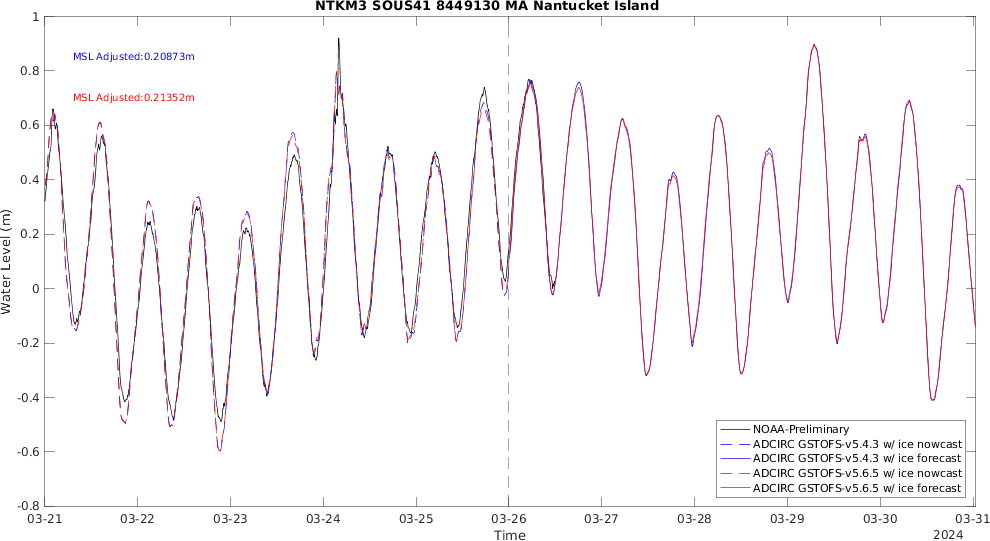 NTKM3 SOUS41 8449130 MA Nantucket Island
1
0.8
0.6
0.4
0.2
0
-0.2
-0.4
-0.6
-0.8
Water Level (m)
MSL Adjusted:0.20873m
MSL Adjusted:0.21352m
NOAA-Preliminary
ADCIRC GSTOFS-v5.4.3 w/ ice nowcast
ADCIRC GSTOFS-v5.4.3 w/ ice forecast
ADCIRC GSTOFS-v5.6.5 w/ ice nowcast
ADCIRC GSTOFS-v5.6.5 w/ ice forecast
03-21 03-22 03-23 03-24 03-25 03-26 03-27 03-28 03-29 03-30 03-31
Time
2024